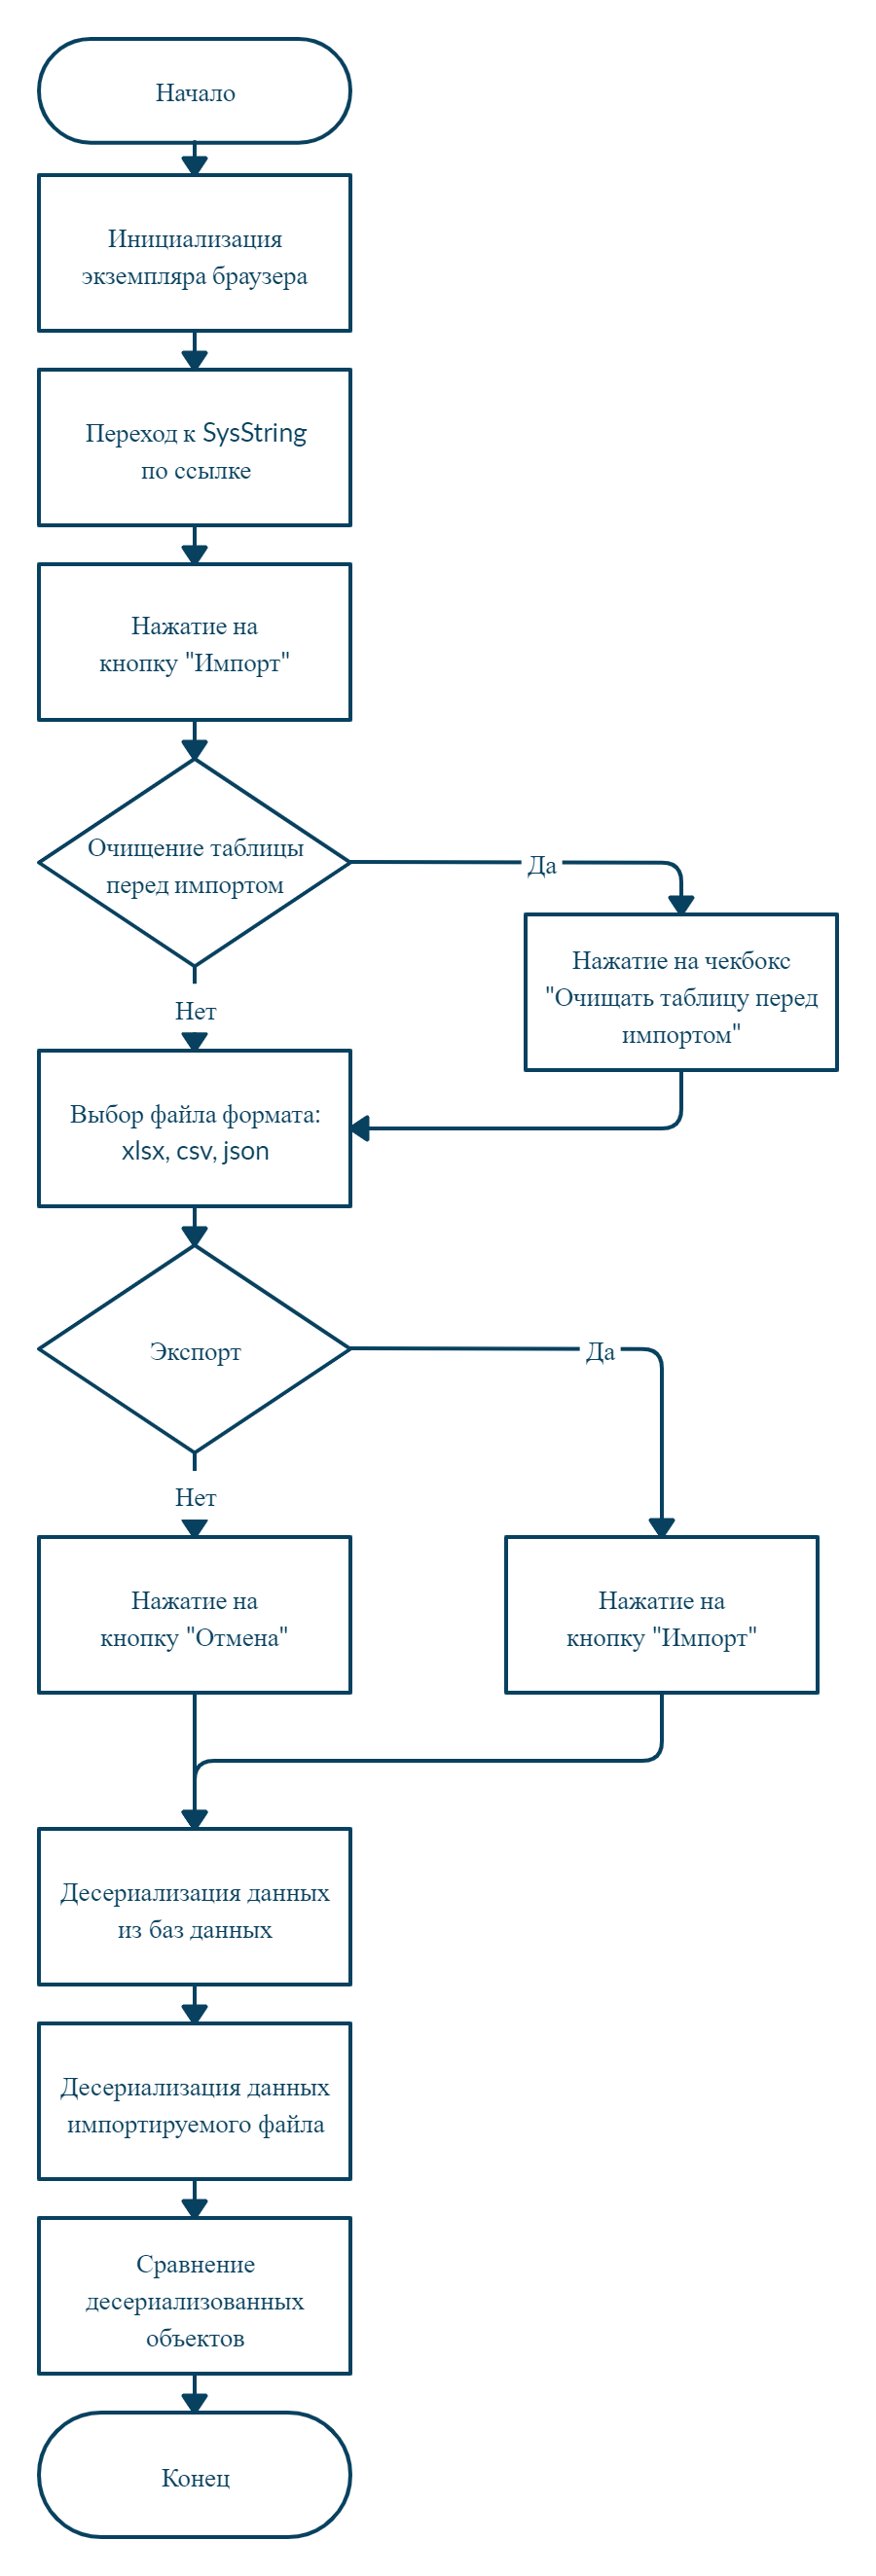 Начало
Инициализация
экземпляра браузера
Переход к SysString
по ссылке
Нажатие на
кнопку "Импорт"
Очищение таблицы
перед импортом
Да
Нажатие на чекбокс
"Очищать таблицу перед
импортом"
Нет
Выбор файла формата:
xlsx, csv, json
Экспорт
Да
Нет
Нажатие на
кнопку "Отмена"
Нажатие на
кнопку "Импорт"
Десериализация данных
из баз данных
Десериализация данных
импортируемого файла
Сравнение
десериализованных
объектов
Конец